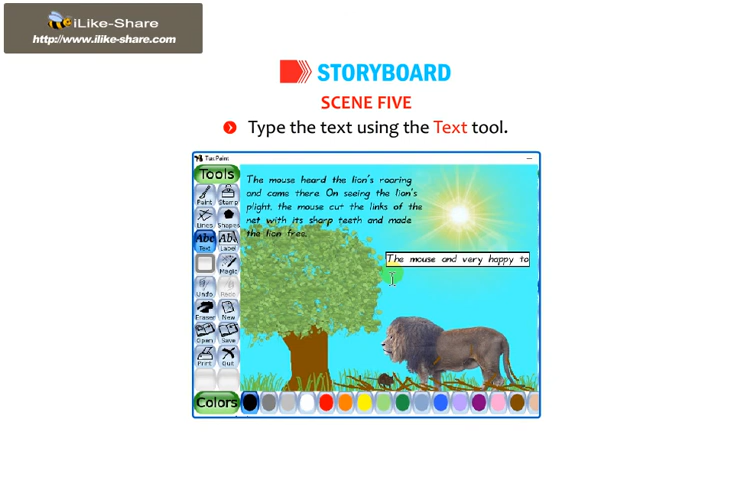 iLike-Share
http://www.ilike-share.com
STORYBOARD
SCENE FIVE
Type the text using the Text tool.
Tux Paint
Tools
The mouse heard the lion's roaring
and came there. On seeing the lion's
plight, the mouse cut the links of the
net with its sharp teeth and made
the lion free.
The mouse and very happy to
Paint Stamp
Lines Shapes
Abc Abc
Text Label
Magic
Undo Redo
Eraser New
Open Save
Print Quit
Colors